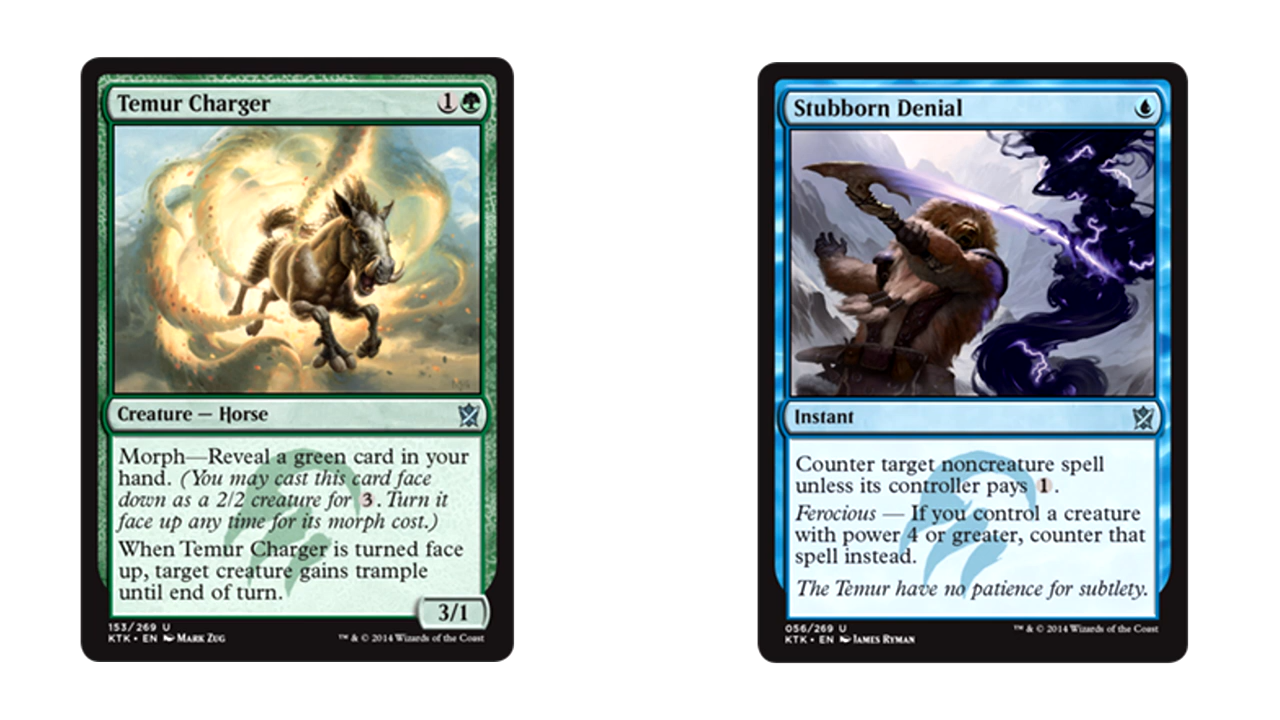 Temur Charger 1
Creature — Horse
Morph—Reveal a green card in your
hand. (You may cast this card face
down as a 2/2 creature for 3. Turn it
face up any time for its morph cost.)
When Temur Charger is turned face
up, target creature gains trample
until end of turn.
3/1
153/269 U
KTK • EN MARK ZUG
™ & © 2014 Wizards of the Coast
Stubborn Denial
Instant
Counter target noncreature spell
unless its controller pays 1.
Ferocious — If you control a creature
with power 4 or greater, counter that
spell instead.
The Temur have no patience for subtlety.
056/269 U
KTK • EN JAMES RYMAN
™ & © 2014 Wizards of the Coast